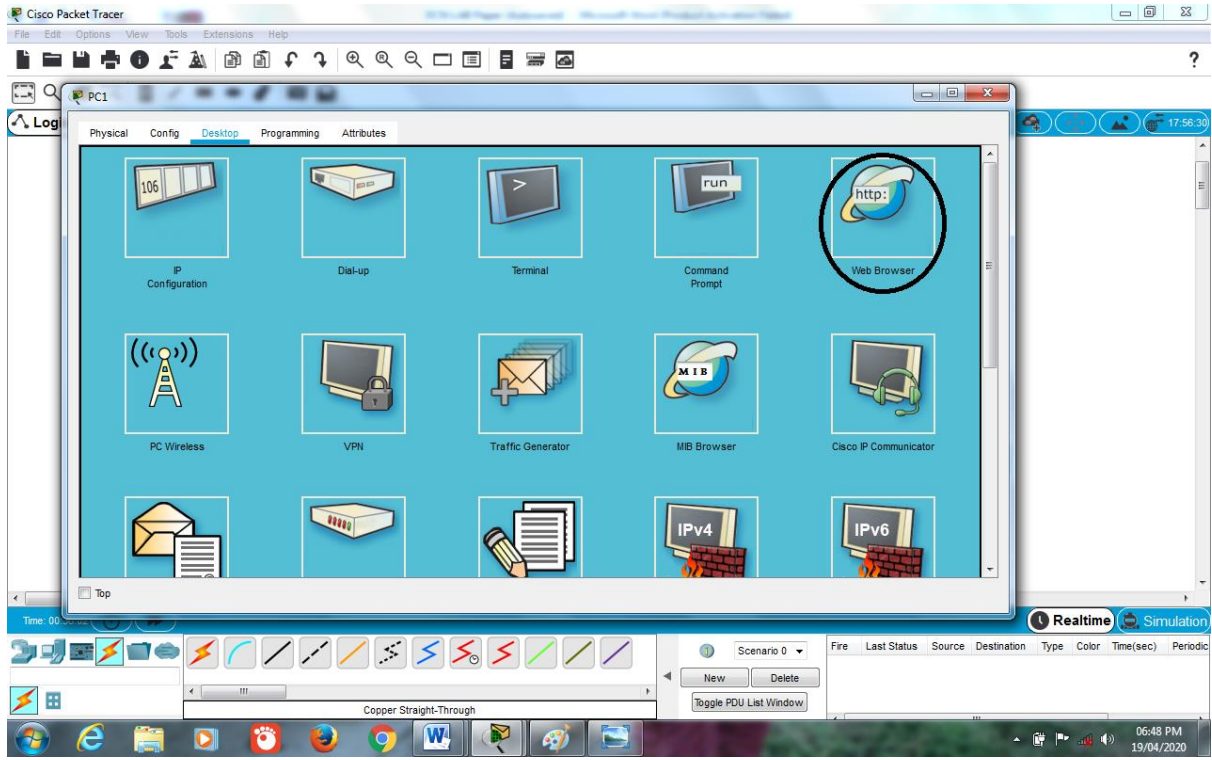 Cisco Packet Tracer
File Edit Options View Tools Extensions Help
?
PC1
Logi
17:56:30
Physical Config Desktop Programming Attributes
106
>
run
http:
IP
Configuration
Dial-up
Terminal
Command
Prompt
Web Browser
MIB
PC Wireless
VPN
Traffic Generator
MIB Browser
Cisco IP Communicator
IPv4
IPv6
Top
Time: 00:
Realtime
Simulation
Scenario 0
New
Delete
Toggle PDU List Window
Fire Last Status Source Destination Type Color Time(sec) Periodic
Copper Straight-Through
06:48 PM
19/04/2020